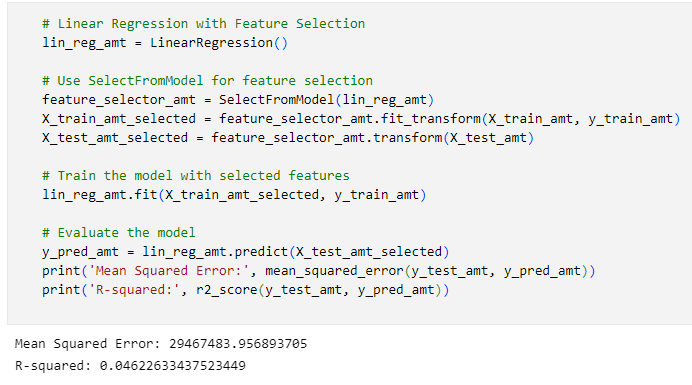 # Linear Regression with Feature Selection
lin_reg_amt = LinearRegression()
# Use SelectFromModel for feature selection
feature_selector_amt = SelectFromModel(lin_reg_amt)
X_train_amt_selected = feature_selector_amt.fit_transform(X_train_amt, y_train_amt)
X_test_amt_selected = feature_selector_amt.transform(X_test_amt)
# Train the model with selected features
lin_reg_amt.fit(X_train_amt_selected, y_train_amt)
# Evaluate the model
y_pred_amt = lin_reg_amt.predict(X_test_amt_selected)
print('Mean Squared Error:', mean_squared_error(y_test_amt, y_pred_amt))
print('R-squared:', r2_score(y_test_amt, y_pred_amt))
Mean Squared Error: 29467483.956893705
R-squared: 0.04622633437523449